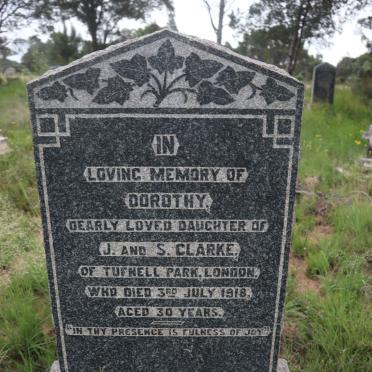 IN
LOVING MEMORY OF
DOROTHY,
DEARLY LOVED DAUGHTER OF
J. AND S. CLARKE,
OF TUFNELL PARK, LONDON,
WHO DIED 3RD JULY 1918,
AGED 30 YEARS.
"IN THY PRESENCE IS FULNESS OF JOY"